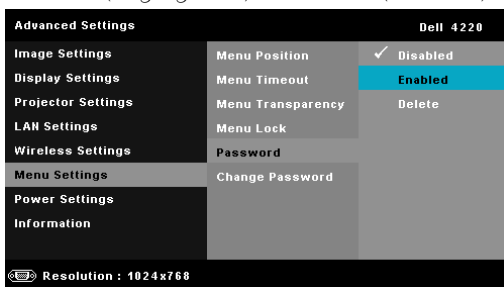 Advanced Settings Dell 4220
Image Settings
Display Settings
Projector Settings
LAN Settings
Wireless Settings
Menu Settings
Power Settings
Information
Menu Position
Menu Timeout
Menu Transparency
Menu Lock
Password
Change Password
✓ Disabled
Enabled
Delete
Resolution : 1024x768